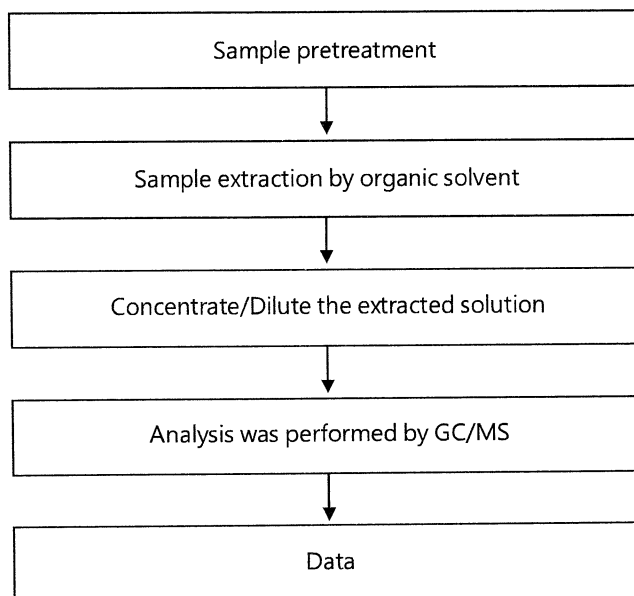 Sample pretreatment
Sample extraction by organic solvent
Concentrate/Dilute the extracted solution
Analysis was performed by GC/MS
Data